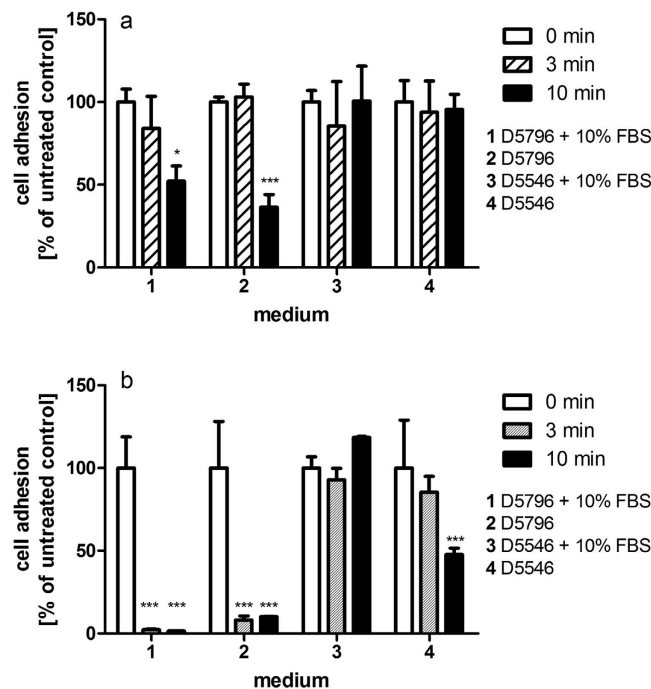 a
cell adhesion
[% of untreated control]
150
100
50
0
*
***
1 2 3 4
medium
0 min
3 min
10 min
1 D5796 + 10% FBS
2 D5796
3 D5546 + 10% FBS
4 D5546
b
cell adhesion
[% of untreated control]
150
100
50
0
*** *** *** *** ***
1 2 3 4
medium
0 min
3 min
10 min
1 D5796 + 10% FBS
2 D5796
3 D5546 + 10% FBS
4 D5546